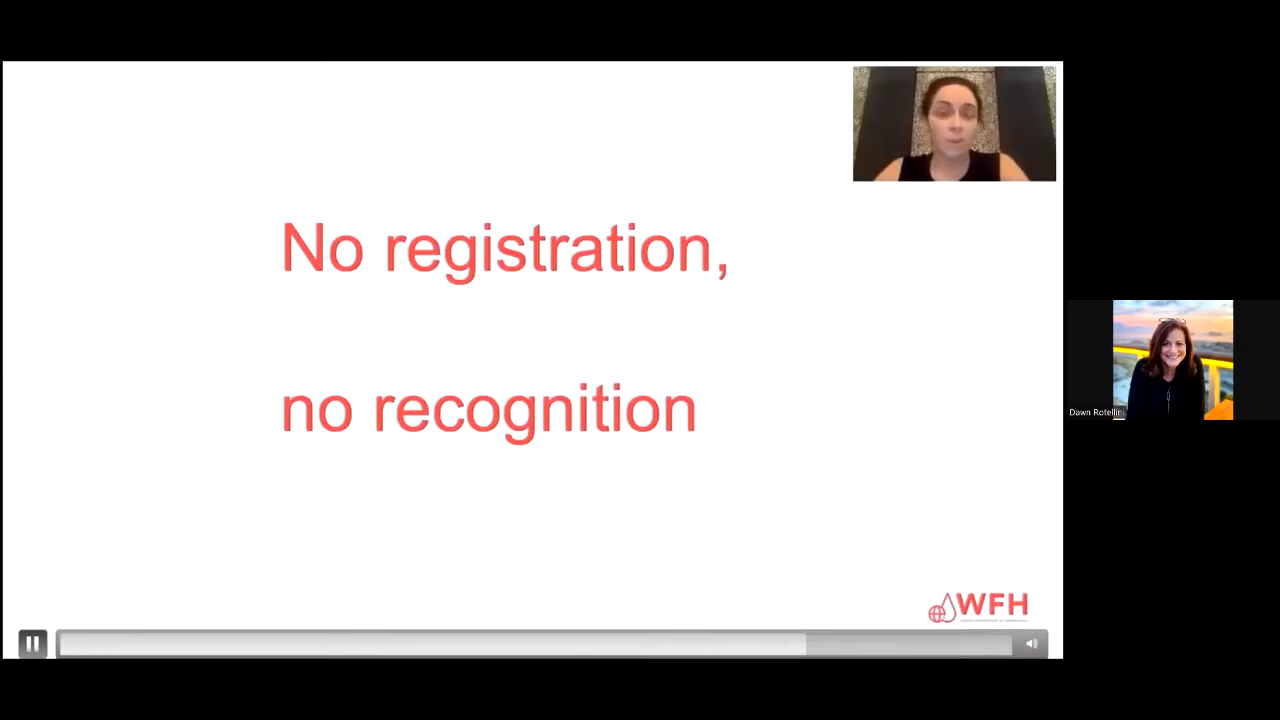 No registration,
no recognition
Dawn Rotellini
WFH